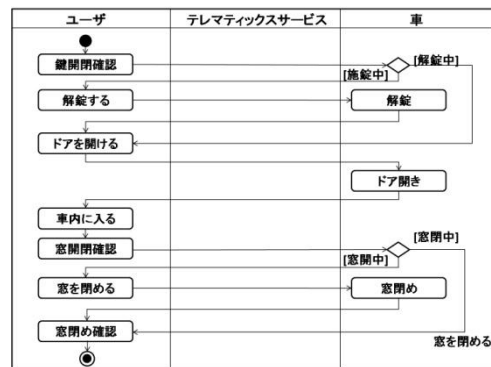 ユーザ
テレマティックスサービス
車
鍵開閉確認
[解錠中]
[施錠中]
解錠する
解錠
ドアを開ける
ドア開き
車内に入る
窓開閉確認
[窓閉中]
[窓開中]
窓を閉める
窓閉め
窓閉め確認
窓を閉める